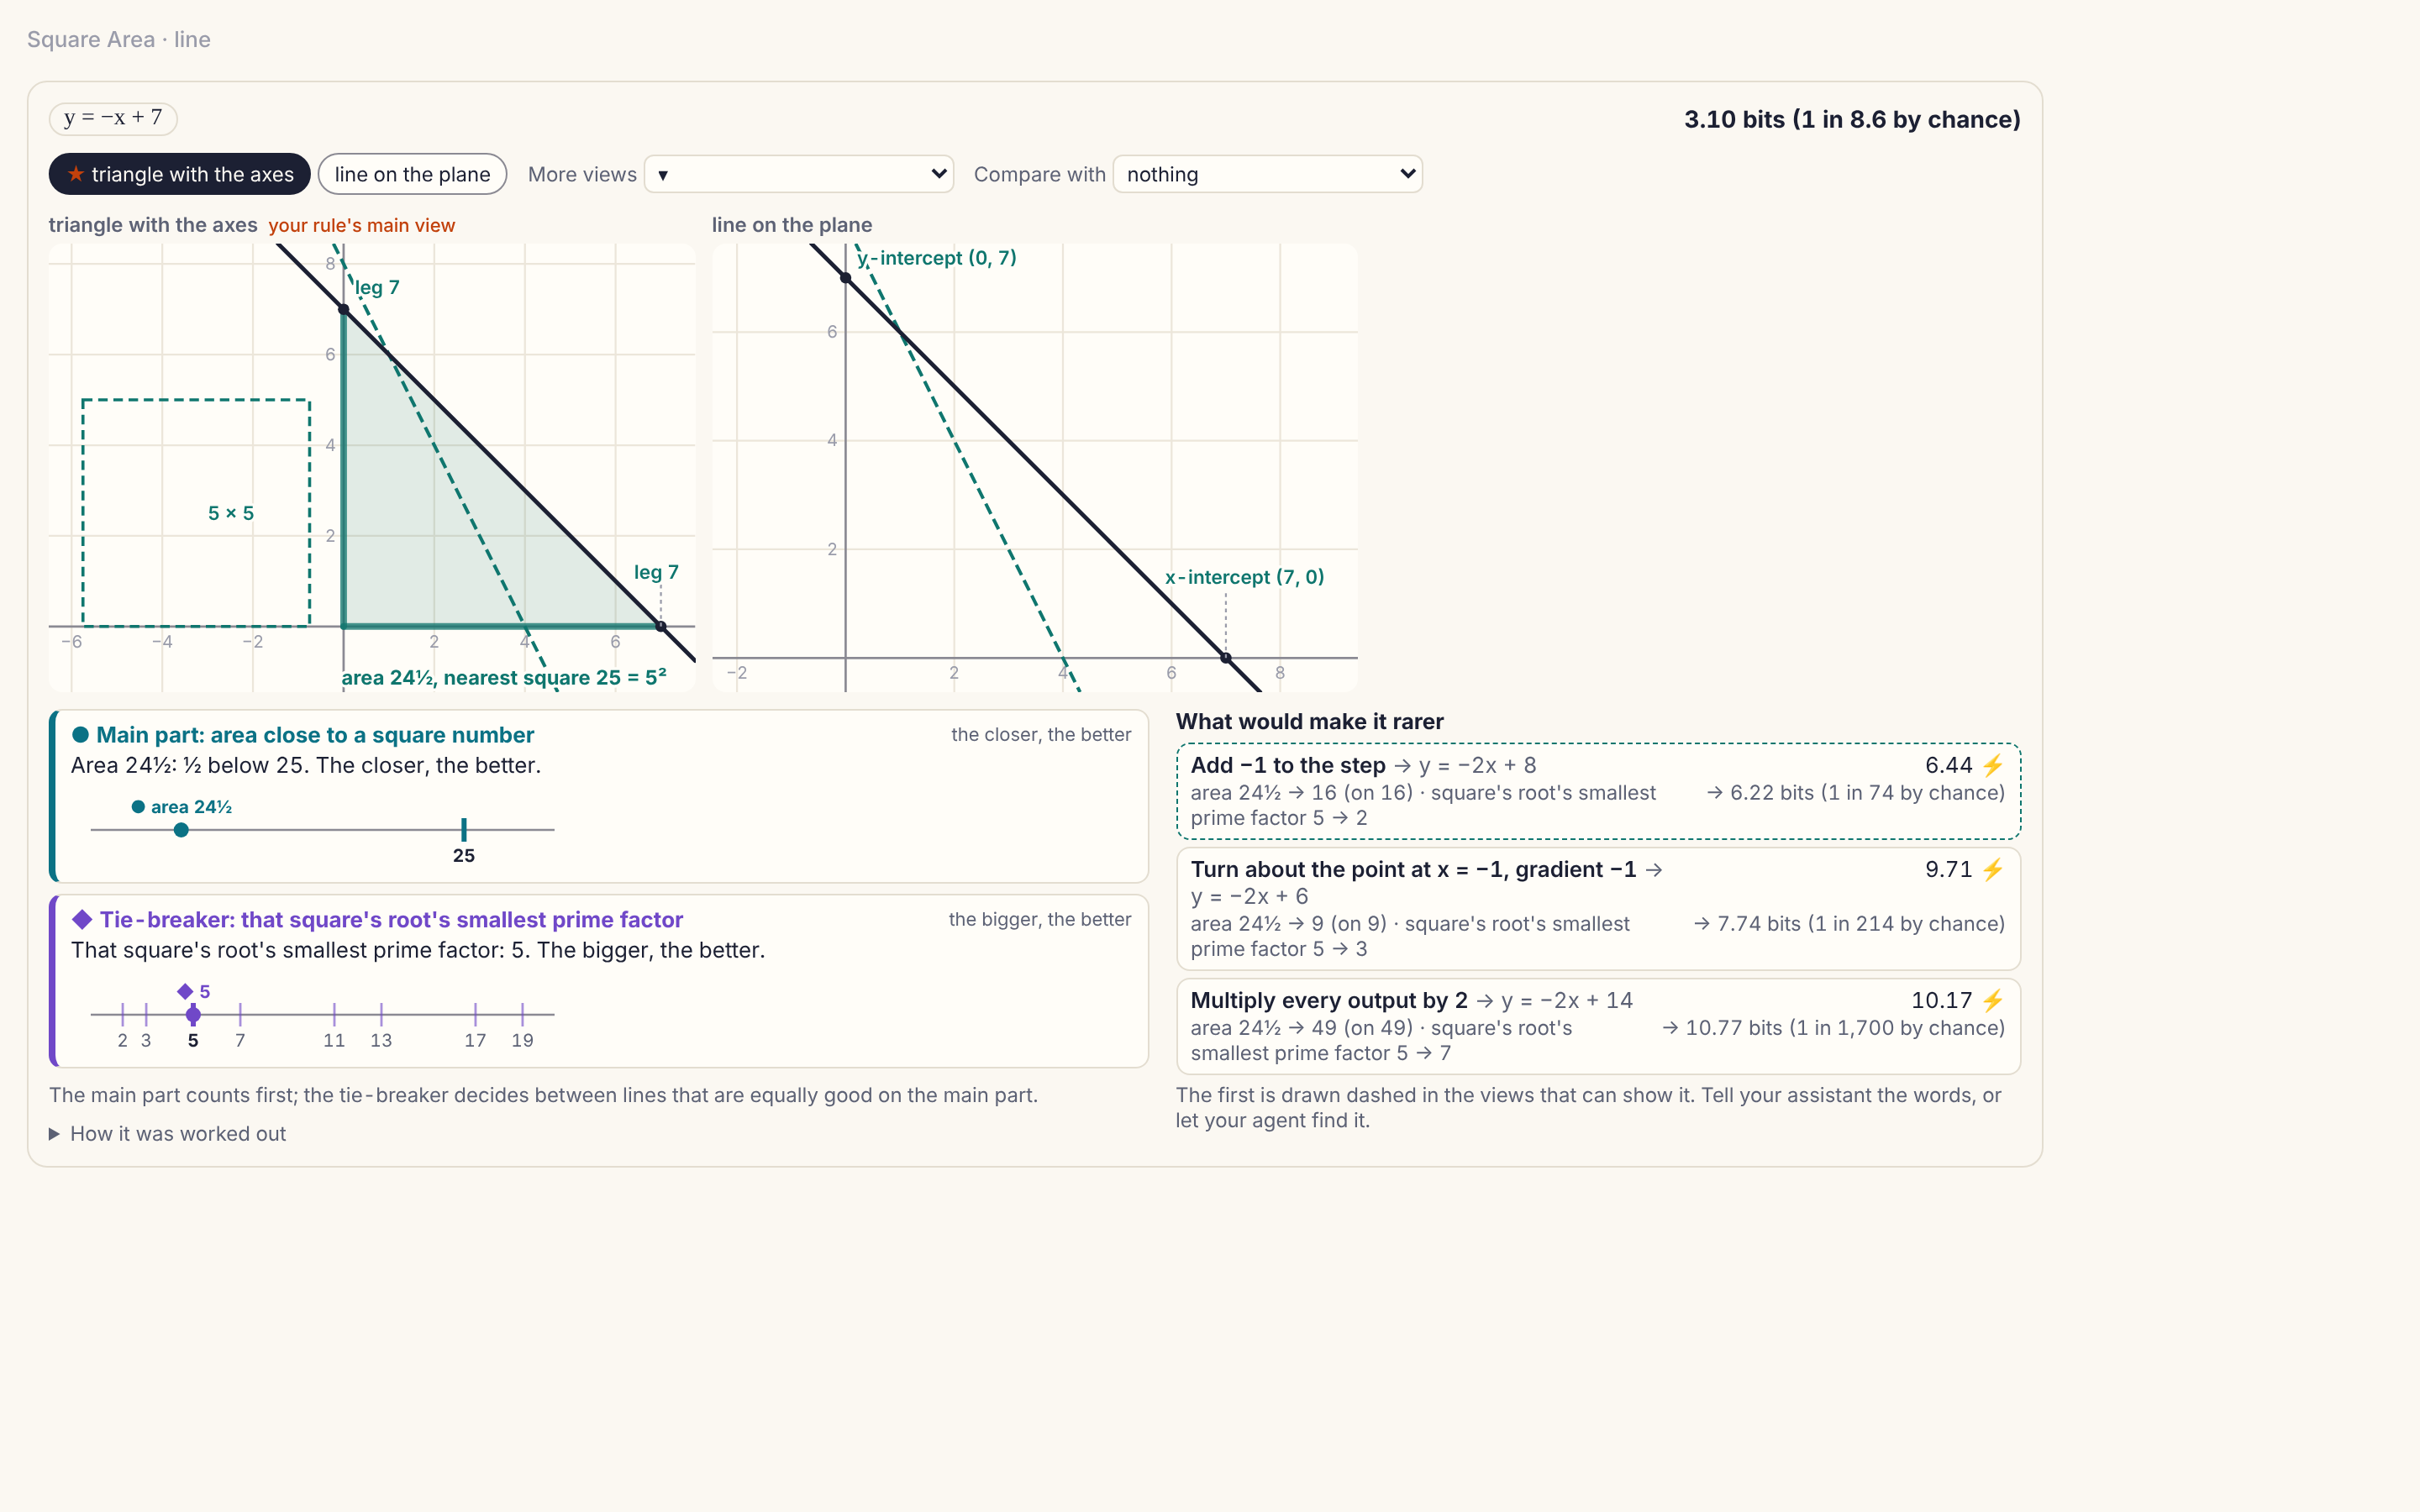 Square Area · line
y = −x + 7
3.10 bits (1 in 8.6 by chance)
★ triangle with the axes
line on the plane
More views
▾
Compare with
nothing
triangle with the axes your rule's main view
8
leg 7
6
4
5 × 5
2
leg 7
−6 −4 −2 2 4 6
area 24½, nearest square 25 = 5²
line on the plane
y-intercept (0, 7)
6
4
2
x-intercept (7, 0)
−2 2 4 6 8
Main part: area close to a square number
the closer, the better
Area 24½: ½ below 25. The closer, the better.
area 24½
25
Tie-breaker: that square's root's smallest prime factor
the bigger, the better
That square's root's smallest prime factor: 5. The bigger, the better.
5
2 3 5 7 11 13 17 19
The main part counts first; the tie-breaker decides between lines that are equally good on the main part.
▶ How it was worked out
What would make it rarer
Add −1 to the step → y = −2x + 8
6.44 ⚡
area 24½ → 16 (on 16) · square's root's smallest
prime factor 5 → 2
→ 6.22 bits (1 in 74 by chance)
Turn about the point at x = −1, gradient −1 →
y = −2x + 6
9.71 ⚡
area 24½ → 9 (on 9) · square's root's smallest
prime factor 5 → 3
→ 7.74 bits (1 in 214 by chance)
Multiply every output by 2 → y = −2x + 14
10.17 ⚡
area 24½ → 49 (on 49) · square's root's
smallest prime factor 5 → 7
→ 10.77 bits (1 in 1,700 by chance)
The first is drawn dashed in the views that can show it. Tell your assistant the words, or
let your agent find it.